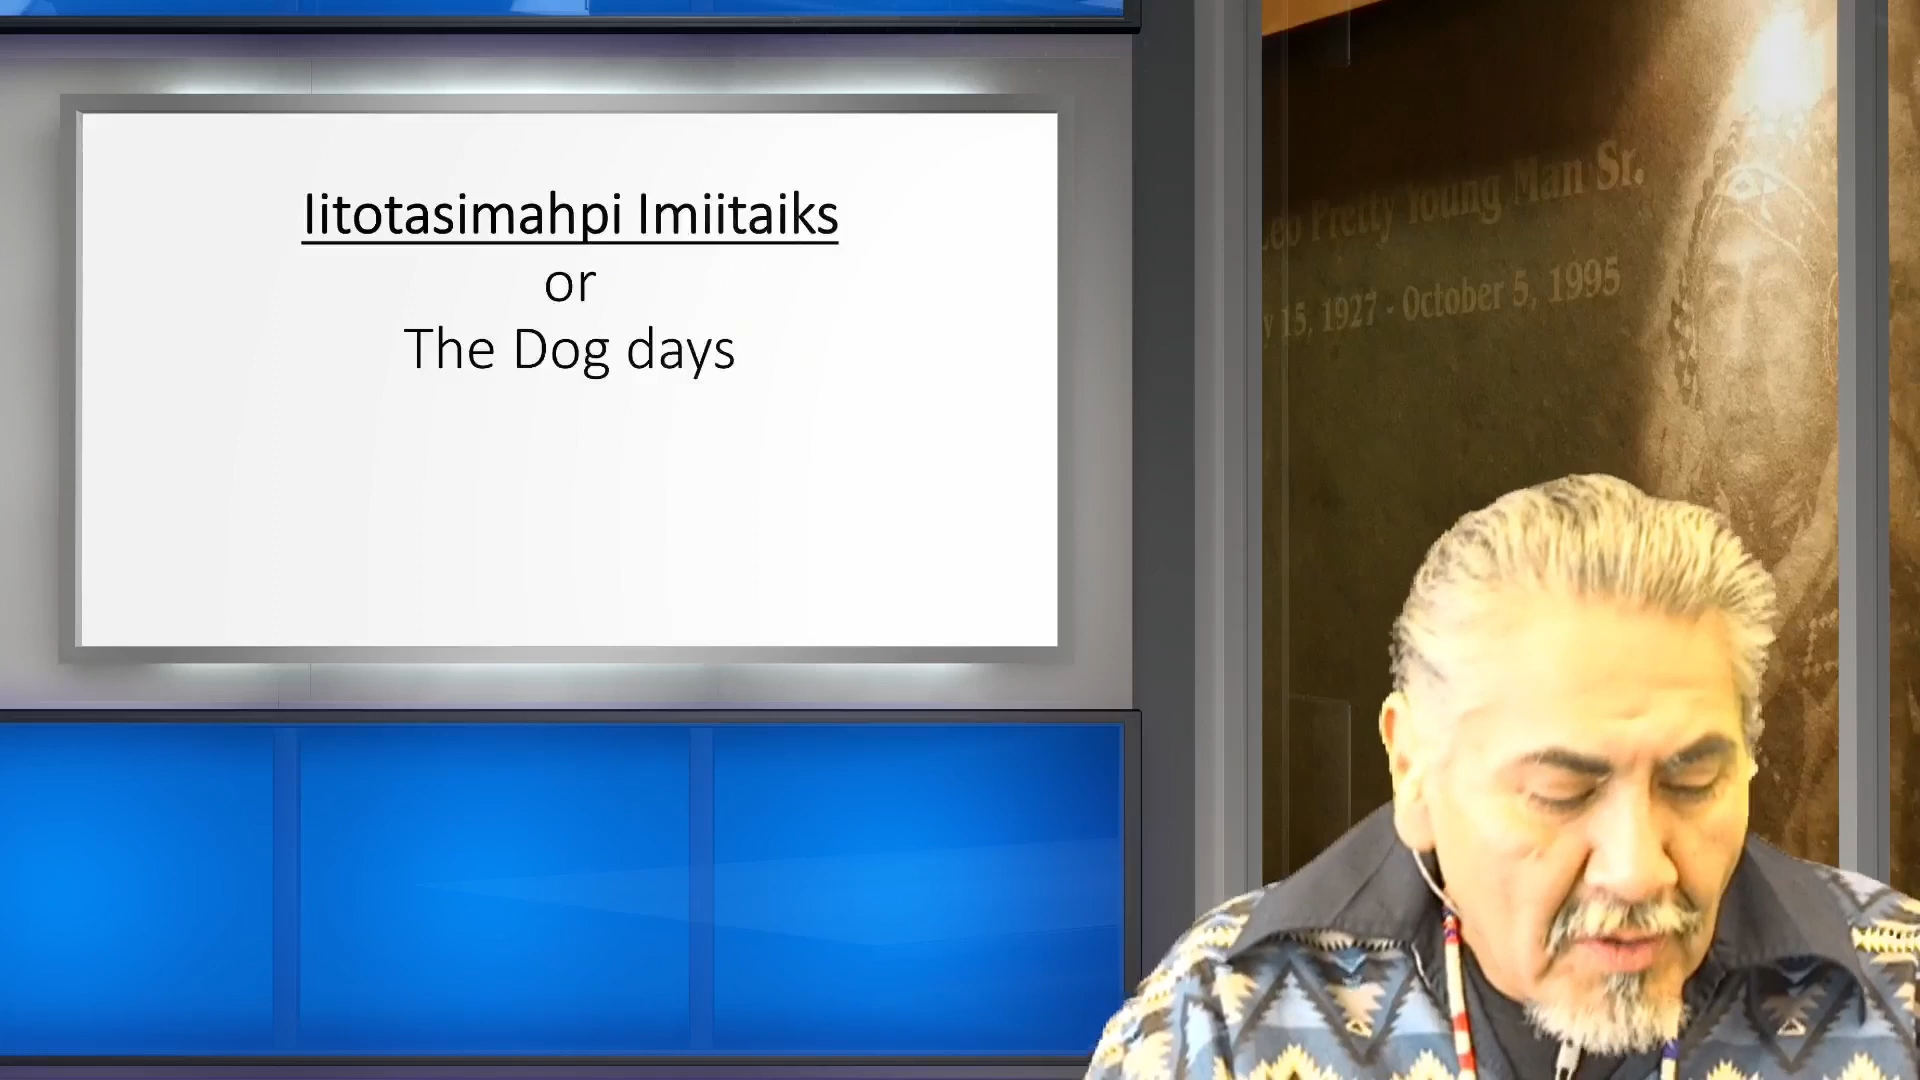 Iitotasimahpi Imiitaiks
or
The Dog days
Leo Pretty Young Man Sr.
15, 1927 - October 5, 1995